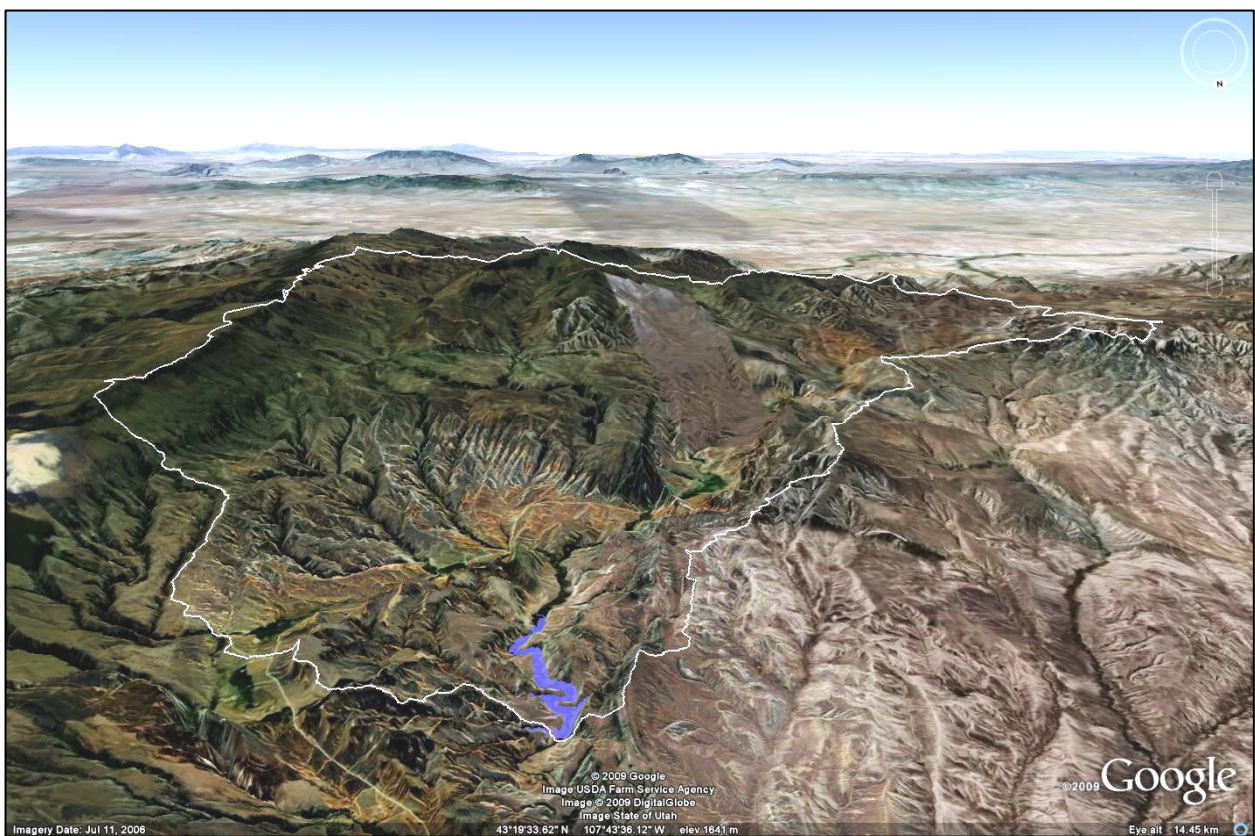 N
© 2009 Google
Image USDA Farm Service Agency
Image © 2009 DigitalGlobe
Image State of Utah
©2009 Google
Imagery Date: Jul 11, 2006
43°19'33.62" N 107°43'36.12" W elev 1641 m
Eye alt 14.45 km